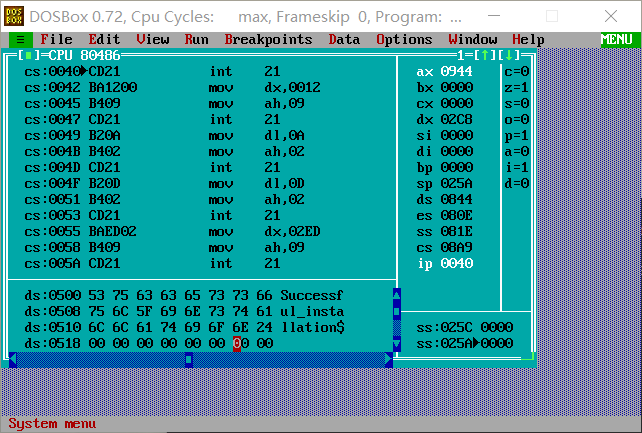 DOSBox 0.72, Cpu Cycles: max, Frameskip 0, Program: ...
≡ File Edit View Run Breakpoints Data Options Window Help MENU
[■]=CPU 80486 1=[↑][↓]
cs:0040►CD21 int 21 ax 0944 c=0
cs:0042 BA1200 mov dx,0012 bx 0000 z=1
cs:0045 B409 mov ah,09 cx 0000 s=0
cs:0047 CD21 int 21 dx 02C8 o=0
cs:0049 B20A mov dl,0A si 0000 p=1
cs:004B B402 mov ah,02 di 0000 a=0
cs:004D CD21 int 21 bp 0000 i=1
cs:004F B20D mov dl,0D sp 025A d=0
cs:0051 B402 mov ah,02 ds 0844
cs:0053 CD21 int 21 es 080E
cs:0055 BAED02 mov dx,02ED ss 081E
cs:0058 B409 mov ah,09 cs 08A9
cs:005A CD21 int 21 ip 0040
ds:0500 53 75 63 63 65 73 73 66 Successf
ds:0508 75 6C 5F 69 6E 73 74 61 ul_insta
ds:0510 6C 6C 61 74 69 6F 6E 24 llation$ ss:025C 0000
ds:0518 00 00 00 00 00 00 00 00 ss:025A►0000
System menu